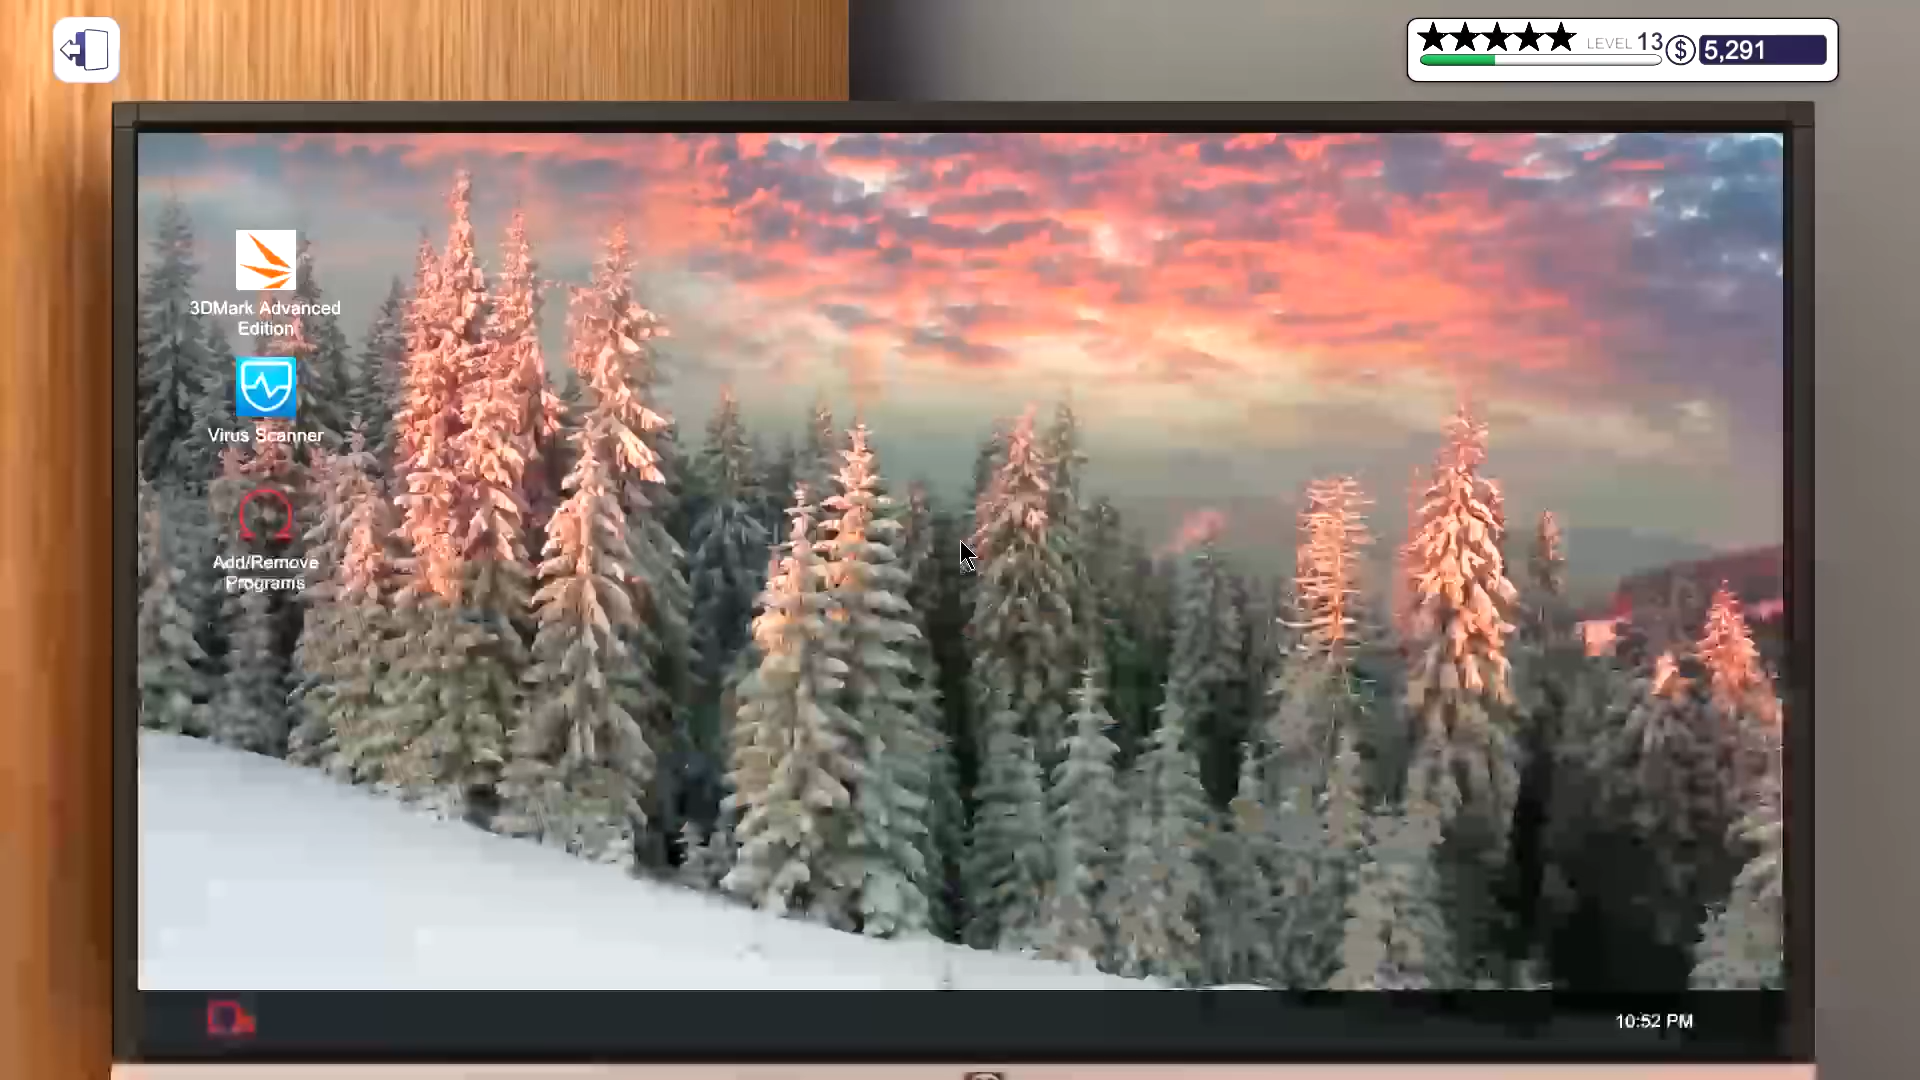 LEVEL 13
$ 5,291
3DMark Advanced
Edition
Virus Scanner
Add/Remove
Programs
10:52 PM